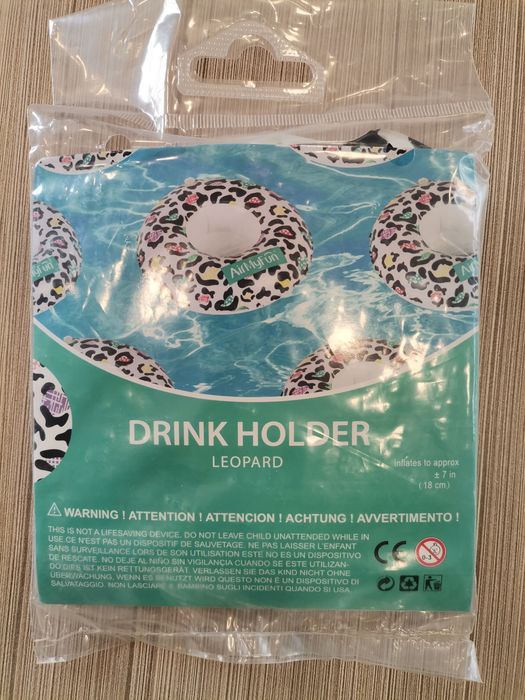 AirMyFun
DRINK HOLDER
LEOPARD
Inflates to approx
± 7 in
( 18 cm )
WARNING ! ATTENTION ! ATTENCION ! ACHTUNG ! AVVERTIMENTO !
THIS IS NOT A LIFESAVING DEVICE. DO NOT LEAVE CHILD UNATTENDED WHILE IN
USE CE N'EST PAS UN DISPOSITIF DE SAUVETAGE. NE PAS LAISSER L'ENFANT
SANS SURVEILLANCE LORS DE SON UTILISATION ESTE NO ES UN DISPOSITIVO
DE RESCATE. NO DEJE AL NIÑO SIN VIGILANCIA CUANDO SE ESTE UTILIZAN-
DO DIES IST KEIN RETTUNGSGERÄT. VERLASSEN SIE DAS KIND NICHT OHNE
ÜBERWACHUNG, WENN ES BENUTZT WIRD QUESTO NON È UN DISPOSITIVO DI
SALVATAGGIO. NON LASCIARE IL BAMBINO SUGLI INCIDENTI QUANDO SI USA.
CE
0-3